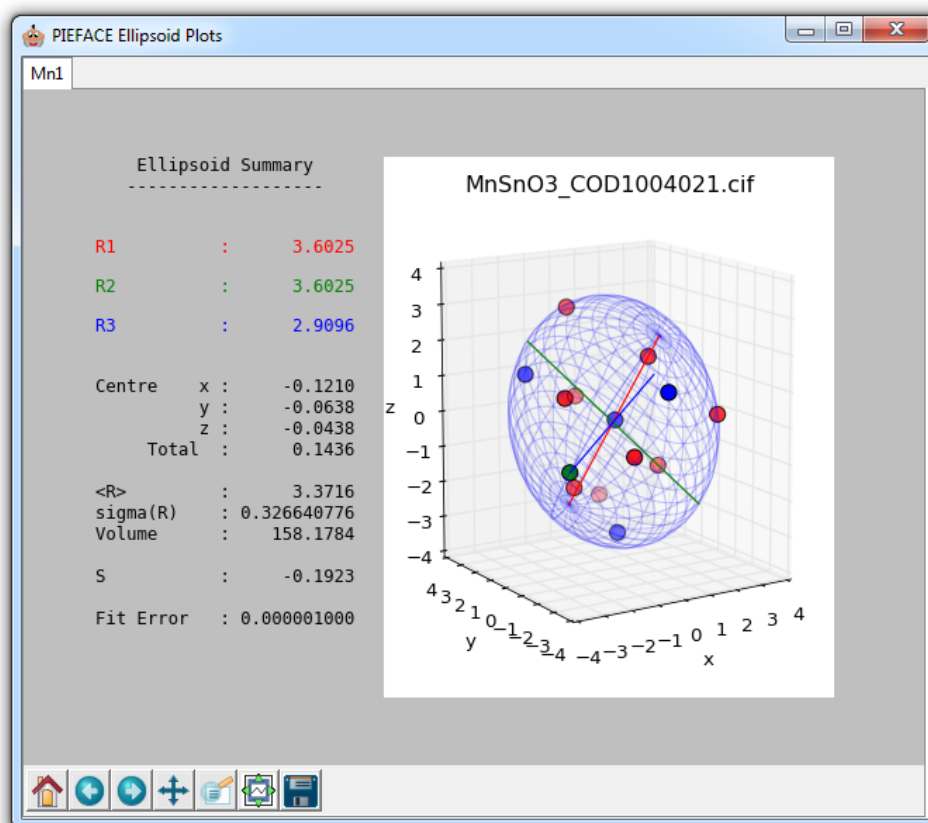 PIEFACE Ellipsoid Plots
Mn1
Ellipsoid Summary
-------------------
R1 : 3.6025
R2 : 3.6025
R3 : 2.9096
Centre x : -0.1210
y : -0.0638
z : -0.0438
Total : 0.1436
<R> : 3.3716
sigma(R) : 0.326640776
Volume : 158.1784
S : -0.1923
Fit Error : 0.000001000
MnSnO3_COD1004021.cif
4
3
2
1
0
−1
−2
−3
−4
z
4 3 2 1 0 −1 −2 −3 −4
y
−4 −3 −2 −1 0 1 2 3 4
x